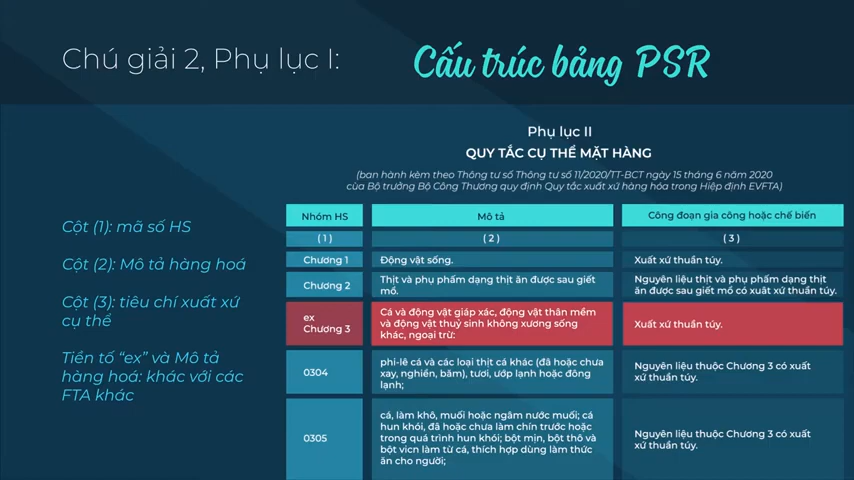 Chú giải 2, Phụ lục I:
Cấu trúc bảng PSR
Phụ lục II
QUY TẮC CỤ THỂ MẶT HÀNG
(ban hành kèm theo Thông tư số Thông tư số 11/2020/TT-BCT ngày 15 tháng 6 năm 2020
của Bộ trưởng Bộ Công Thương quy định Quy tắc xuất xứ hàng hóa trong Hiệp định EVFTA)
Cột (1): mã số HS
Cột (2): Mô tả hàng hoá
Cột (3): tiêu chí xuất xứ
cụ thể
Tiền tố “ex” và Mô tả
hàng hoá: khác với các
FTA khác
Nhóm HS
Mô tả
Công đoạn gia công hoặc chế biến
(1)
(2)
(3)
Chương 1
Động vật sống.
Xuất xứ thuần túy.
Chương 2
Thịt và phụ phẩm dạng thịt ăn được sau giết
mổ.
Nguyên liệu thịt và phụ phẩm dạng thịt
ăn được sau giết mổ có xuất xứ thuần túy.
ex
Chương 3
Cá và động vật giáp xác, động vật thân mềm
và động vật thuỷ sinh không xương sống
khác, ngoại trừ:
Xuất xứ thuần túy.
0304
phi-lê cá và các loại thịt cá khác (đã hoặc chưa
xay, nghiền, băm), tươi, ướp lạnh hoặc đông
lạnh;
Nguyên liệu thuộc Chương 3 có xuất
xứ thuần túy.
0305
cá, làm khô, muối hoặc ngâm nước muối; cá
hun khói, đã hoặc chưa làm chín trước hoặc
trong quá trình hun khói; bột mịn, bột thô và
bột vicn làm từ cá, thích hợp dùng làm thức
ăn cho người;
Nguyên liệu thuộc Chương 3 có xuất
xứ thuần túy.